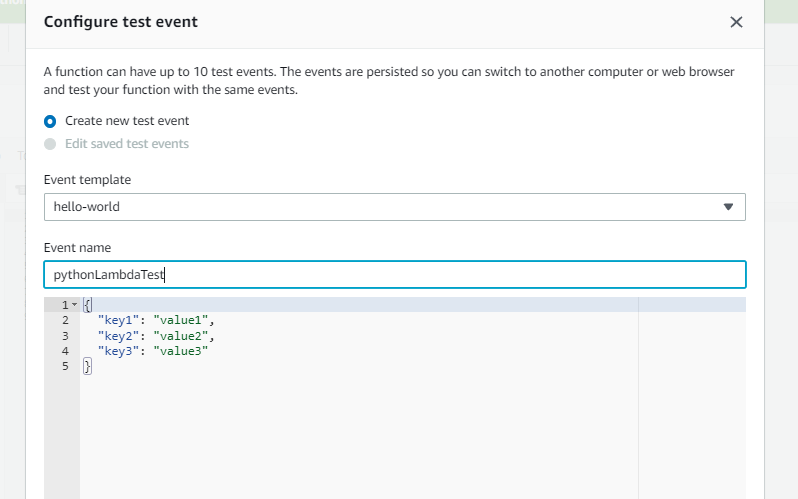 Configure test event
A function can have up to 10 test events. The events are persisted so you can switch to another computer or web browser
and test your function with the same events.
Create new test event
Edit saved test events
Event template
hello-world
Event name
pythonLambdaTest
1 {
2 "key1": "value1",
3 "key2": "value2",
4 "key3": "value3"
5 }